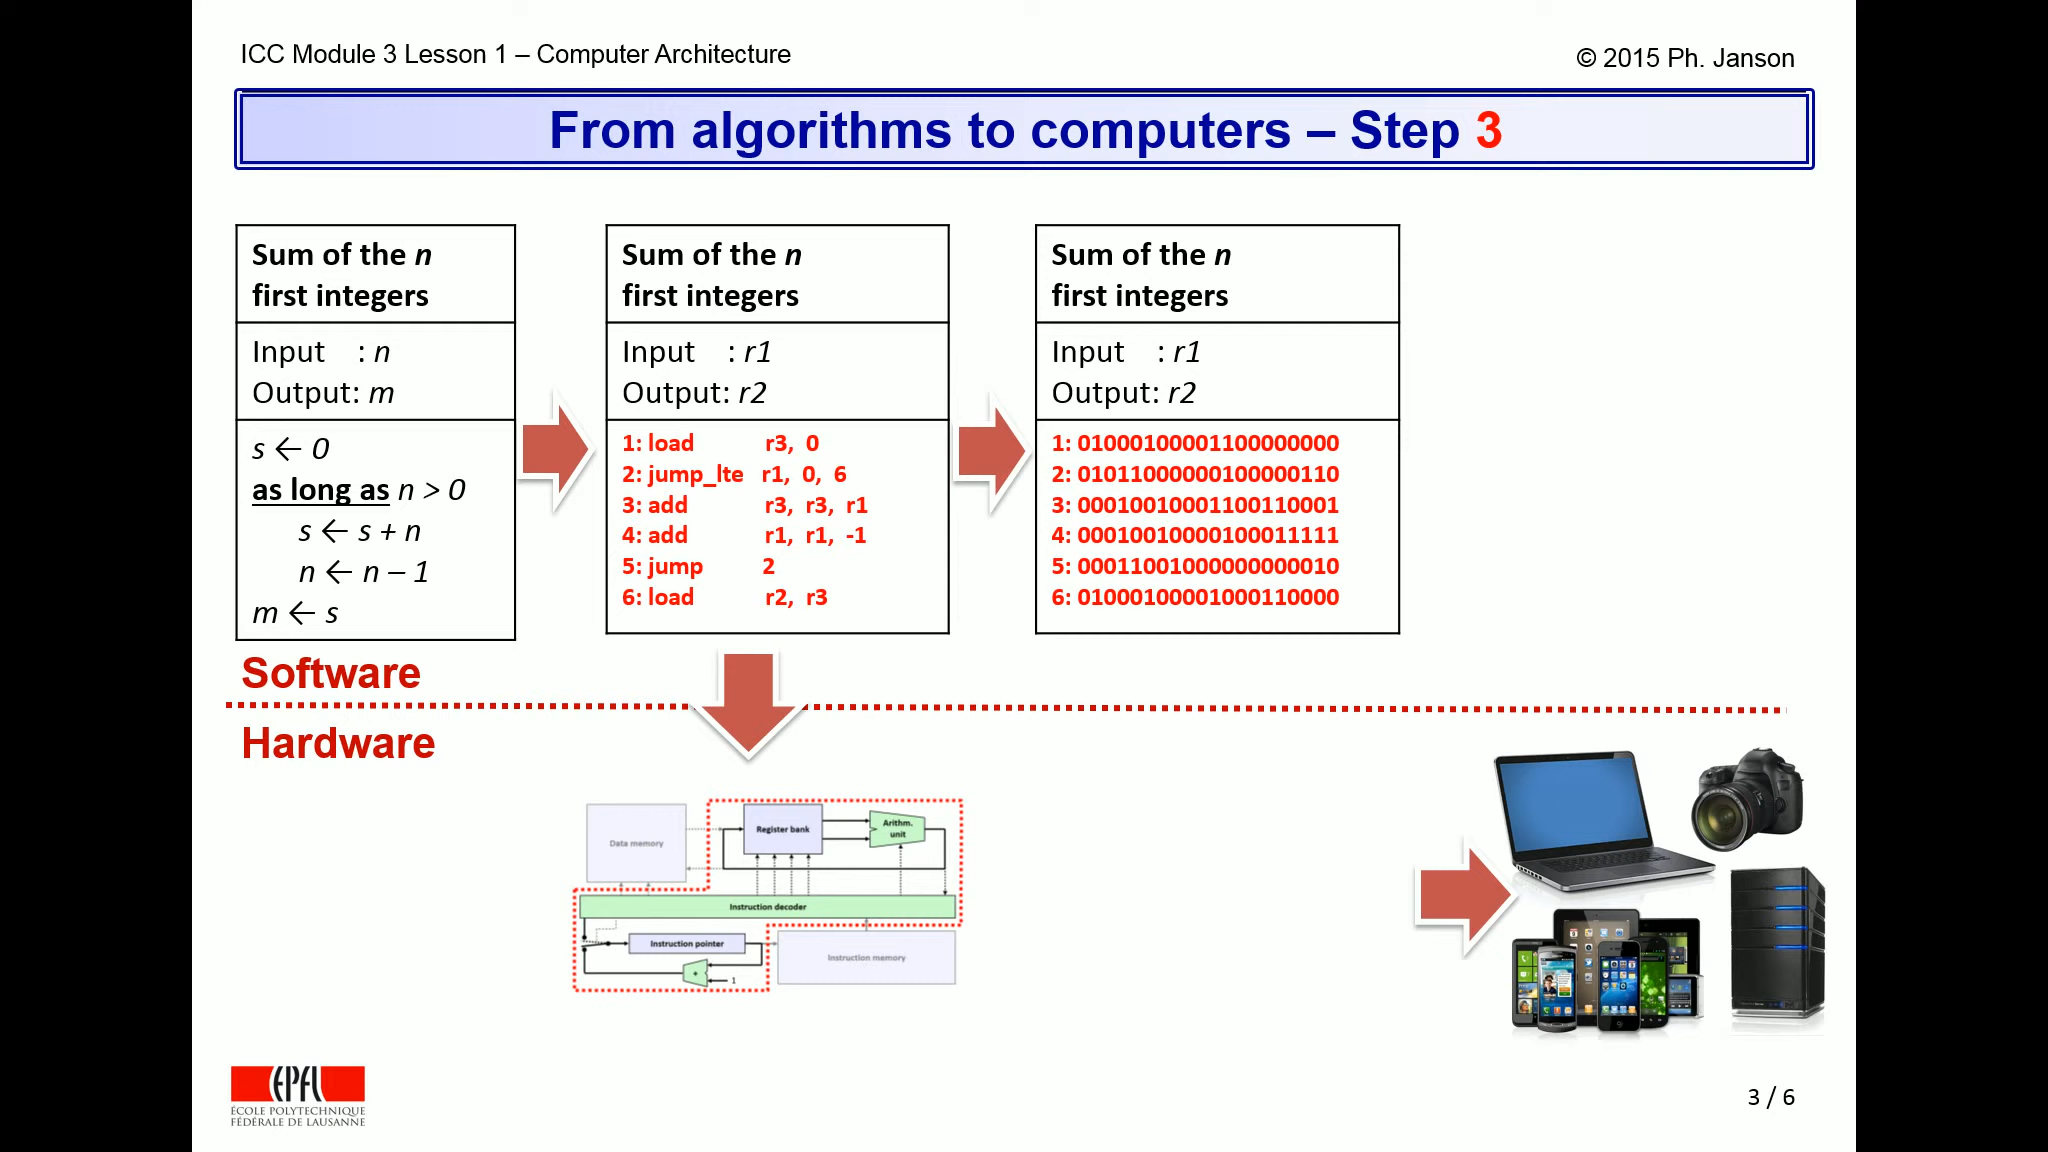 ICC Module 3 Lesson 1 – Computer Architecture
© 2015 Ph. Janson
From algorithms to computers – Step 3
Sum of the n
first integers
Input : n
Output: m
s ← 0
as long as n > 0
s ← s + n
n ← n – 1
m ← s
Sum of the n
first integers
Input : r1
Output: r2
1: load r3, 0
2: jump_lte r1, 0, 6
3: add r3, r3, r1
4: add r1, r1, -1
5: jump 2
6: load r2, r3
Sum of the n
first integers
Input : r1
Output: r2
1: 01000100001100000000
2: 01011000000100000110
3: 00010010001100110001
4: 00010010000100011111
5: 00011001000000000010
6: 01000100001000110000
Software
Hardware
Data memory
Register bank
Arithm.
unit
Instruction decoder
Instruction pointer
+
1
Instruction memory
EPFL
ÉCOLE POLYTECHNIQUE
FÉDÉRALE DE LAUSANNE
3 / 6